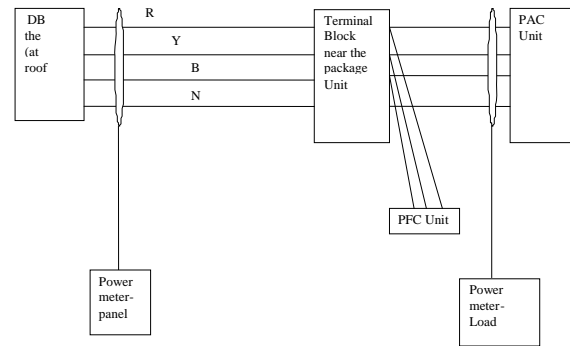 DB
the
(at
roof
R
Y
B
N
Terminal
Block
near the
package
Unit
PAC
Unit
PFC Unit
Power
meter-
panel
Power
meter-
Load